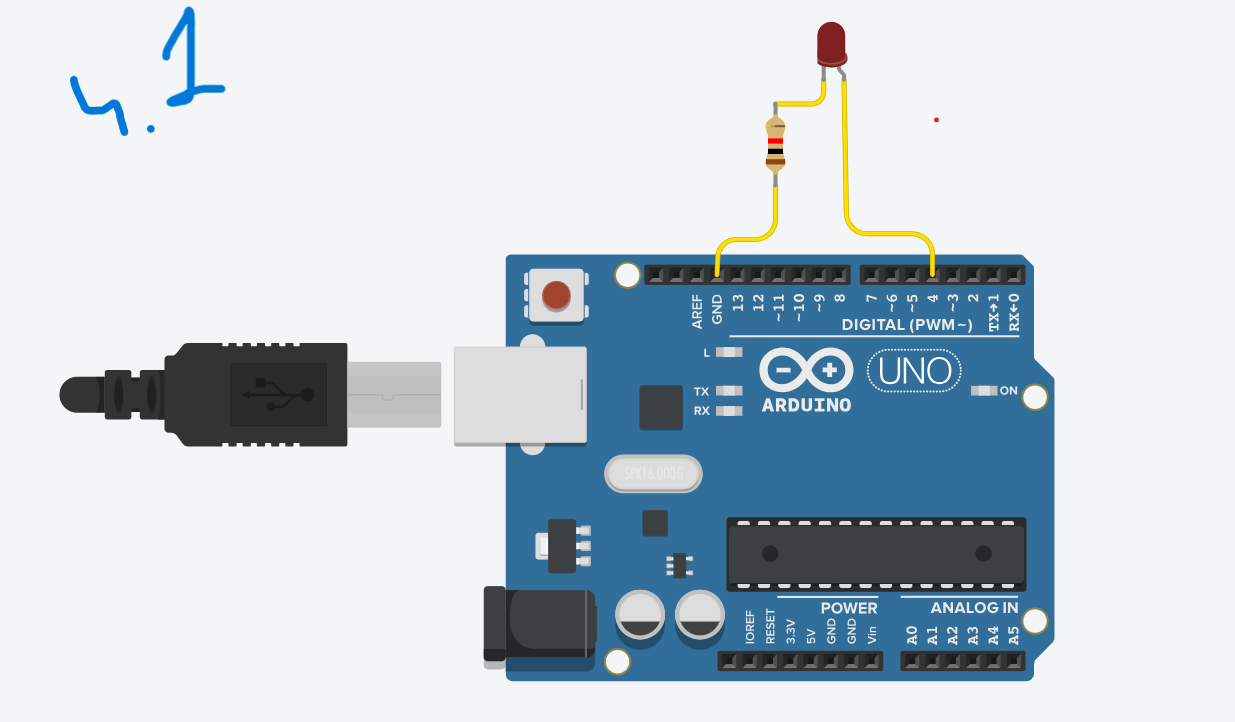 4.1
AREF
GND
13
12
~11
~10
~9
8
7
~6
~5
4
~3
2
TX→1
RX←0
DIGITAL (PWM~)
L
TX
RX
UNO
ARDUINO
ON
SPK16.000G
POWER
ANALOG IN
IOREF
RESET
3.3V
5V
GND
GND
Vin
A0
A1
A2
A3
A4
A5